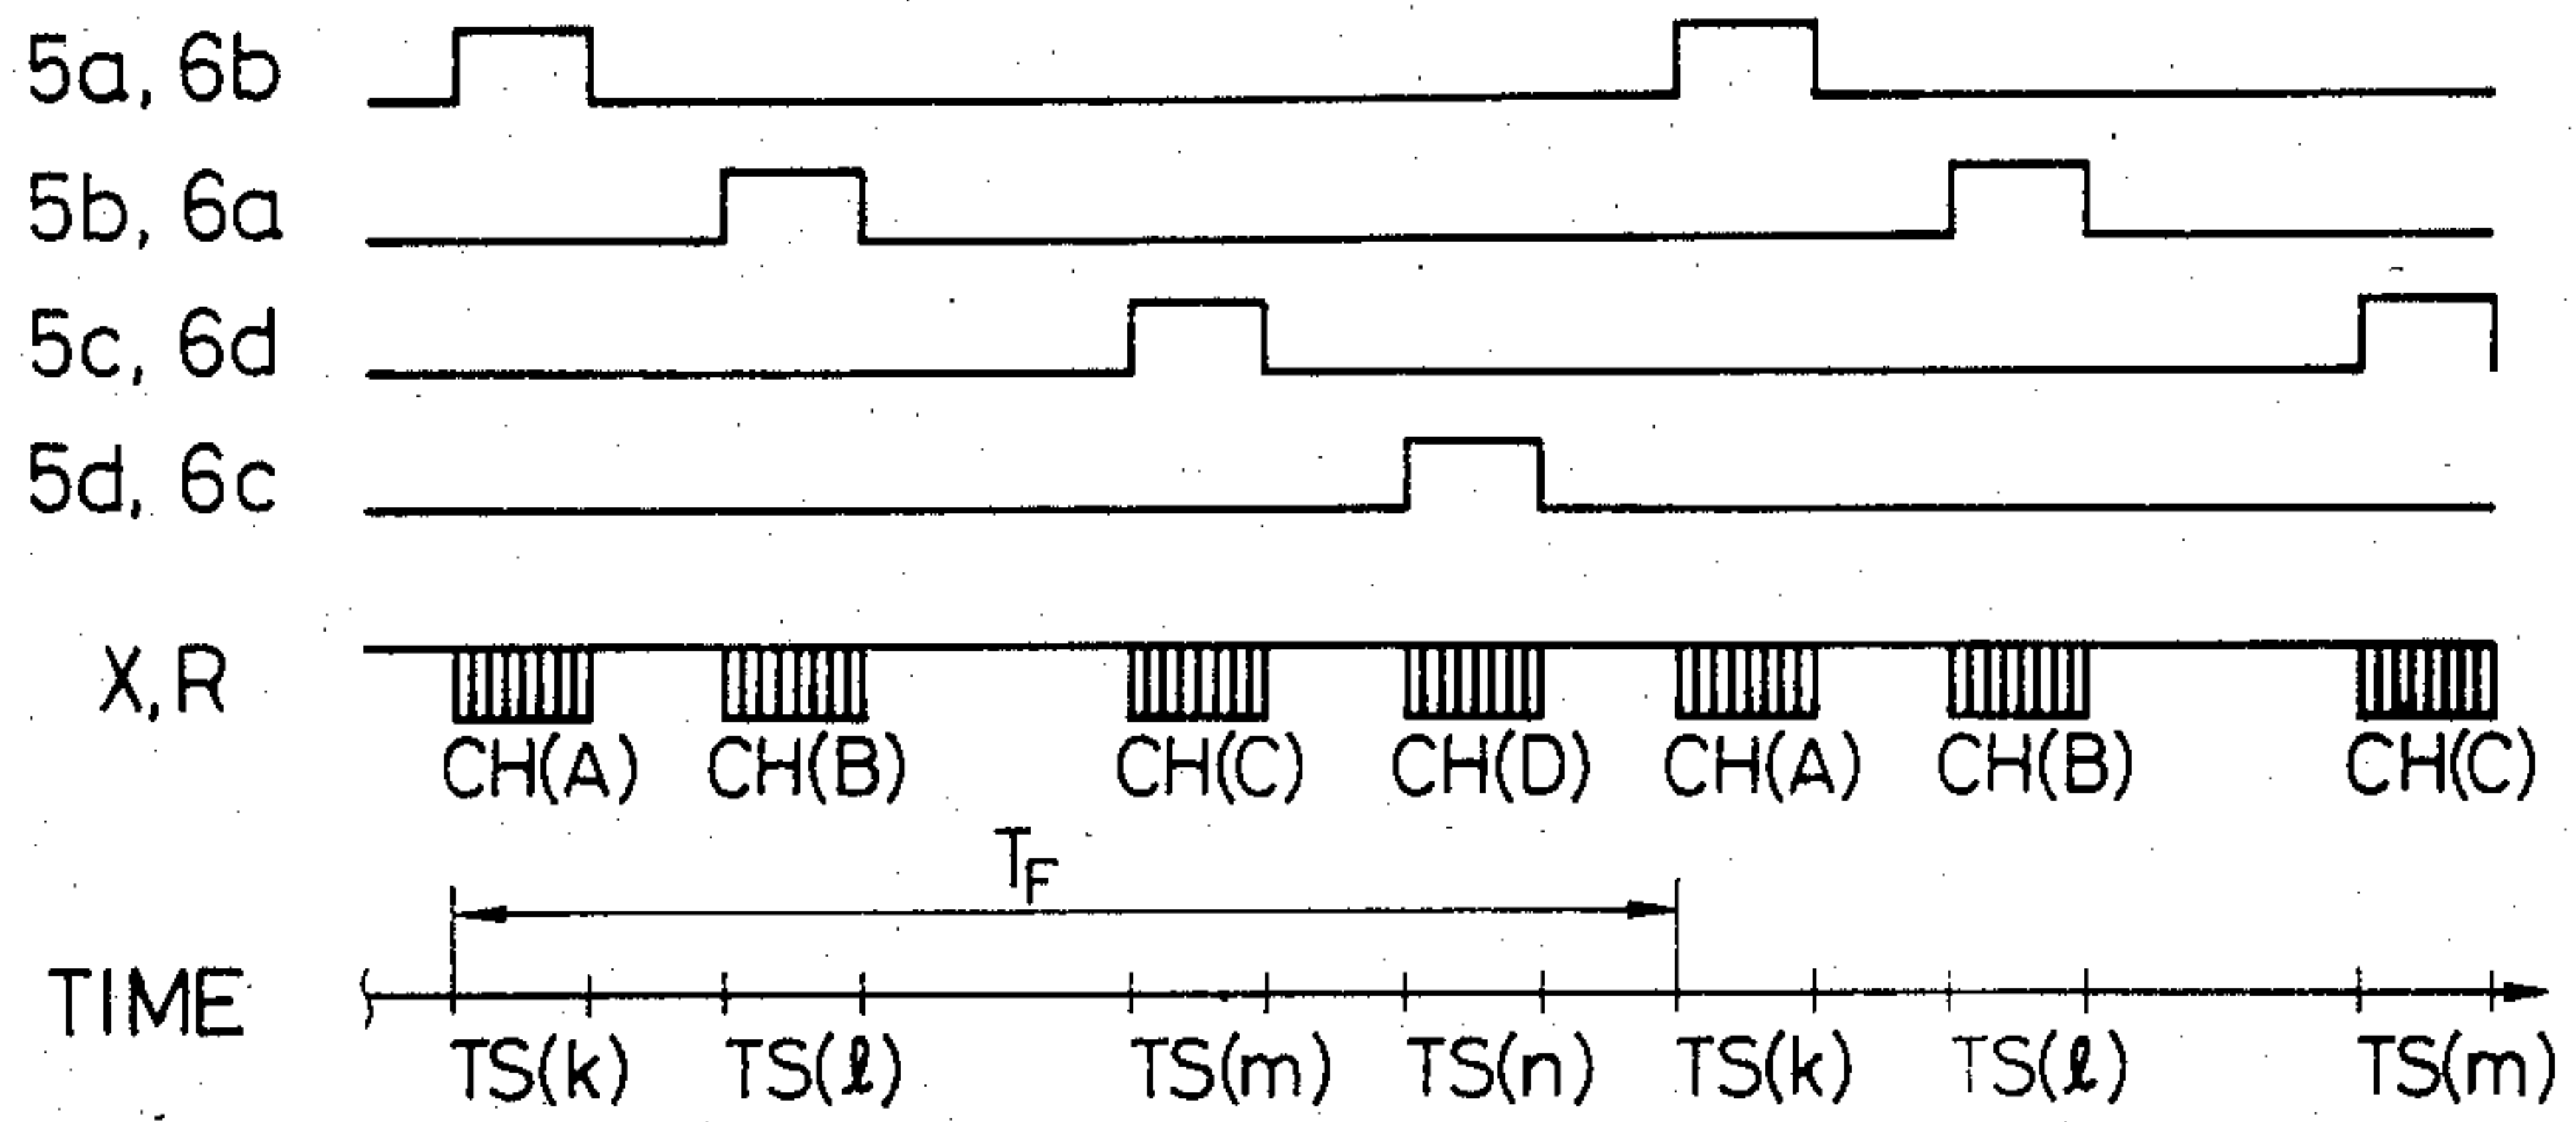 5a, 6b
5b, 6a
5c, 6d
5d, 6c
X, R
CH(A) CH(B) CH(C) CH(D) CH(A) CH(B) CH(C)
TF
TIME
TS(k) TS(ℓ) TS(m) TS(n) TS(k) TS(ℓ) TS(m)